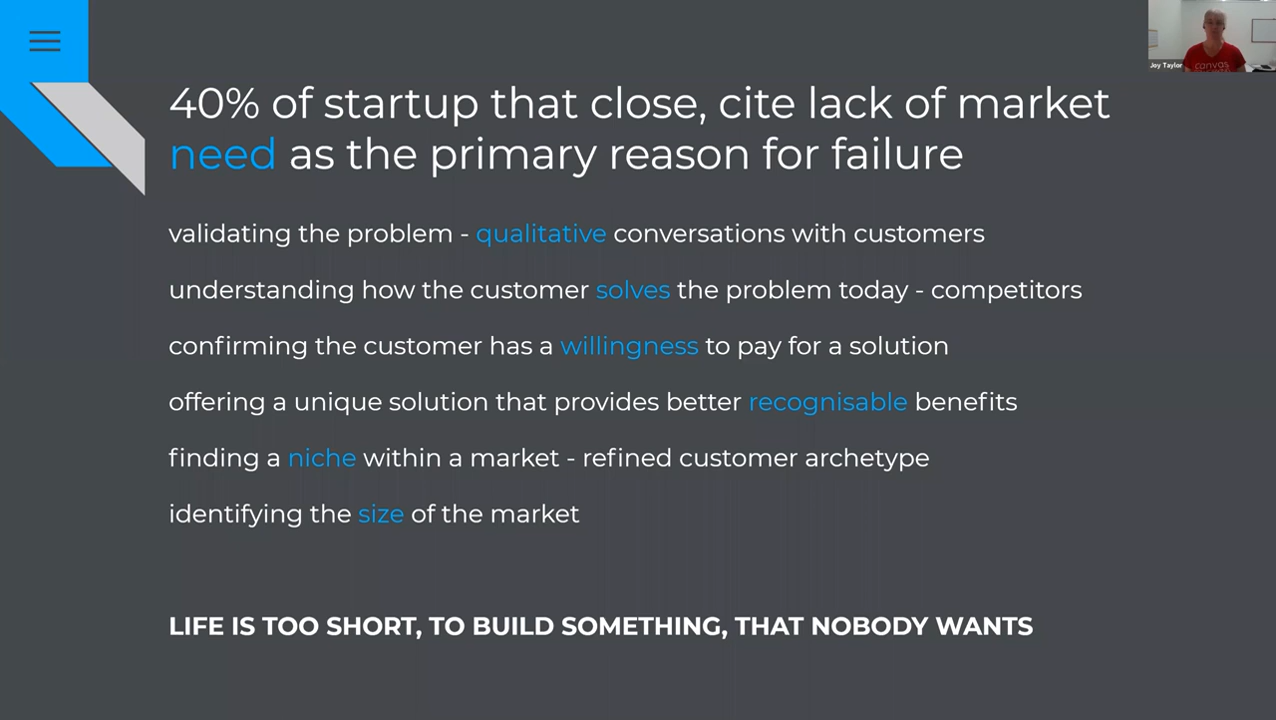 Joy Taylor
canvas
40% of startup that close, cite lack of market
need as the primary reason for failure
validating the problem - qualitative conversations with customers
understanding how the customer solves the problem today - competitors
confirming the customer has a willingness to pay for a solution
offering a unique solution that provides better recognisable benefits
finding a niche within a market - refined customer archetype
identifying the size of the market
LIFE IS TOO SHORT, TO BUILD SOMETHING, THAT NOBODY WANTS